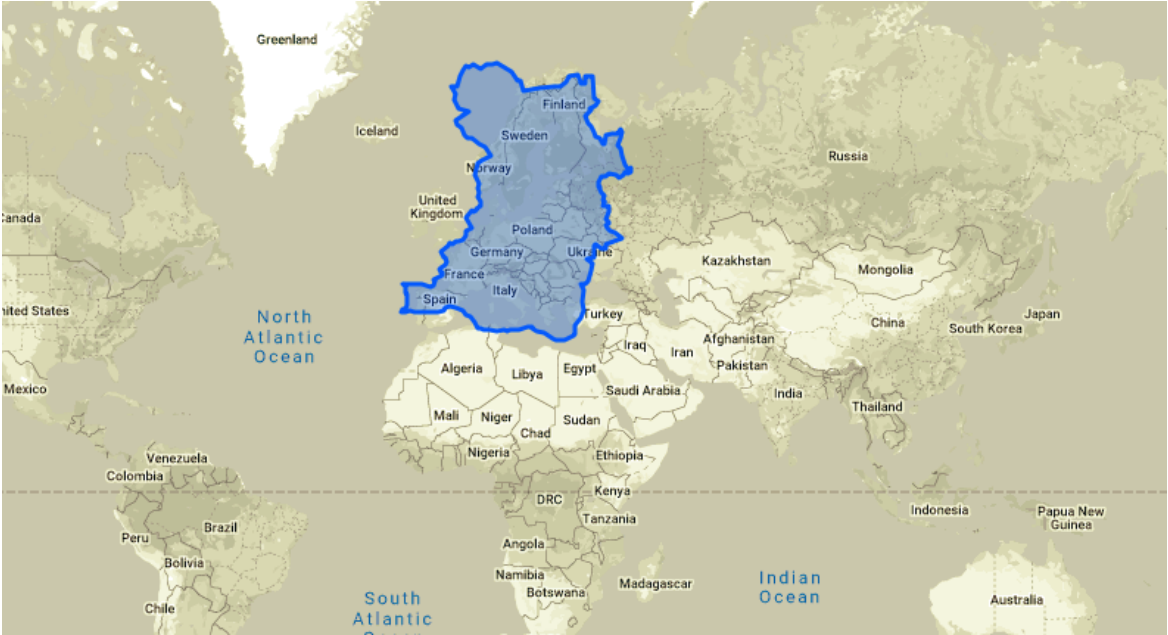 Greenland
Finland
Iceland
Sweden
Russia
Norway
United
Kingdom
Canada
Poland
Germany
Ukraine
Kazakhstan
Mongolia
France
Italy
Spain
nited States
North
Atlantic
Ocean
Turkey
Japan
China
South Korea
Afghanistan
Iraq
Iran
Algeria
Libya
Egypt
Pakistan
Mexico
Saudi Arabia
India
Thailand
Mali
Niger
Sudan
Chad
Nigeria
Ethiopia
Venezuela
Colombia
DRC
Kenya
Indonesia
Papua New
Guinea
Tanzania
Brazil
Peru
Angola
Bolivia
Namibia
Botswana
Madagascar
Indian
Ocean
Chile
South
Atlantic
Australia